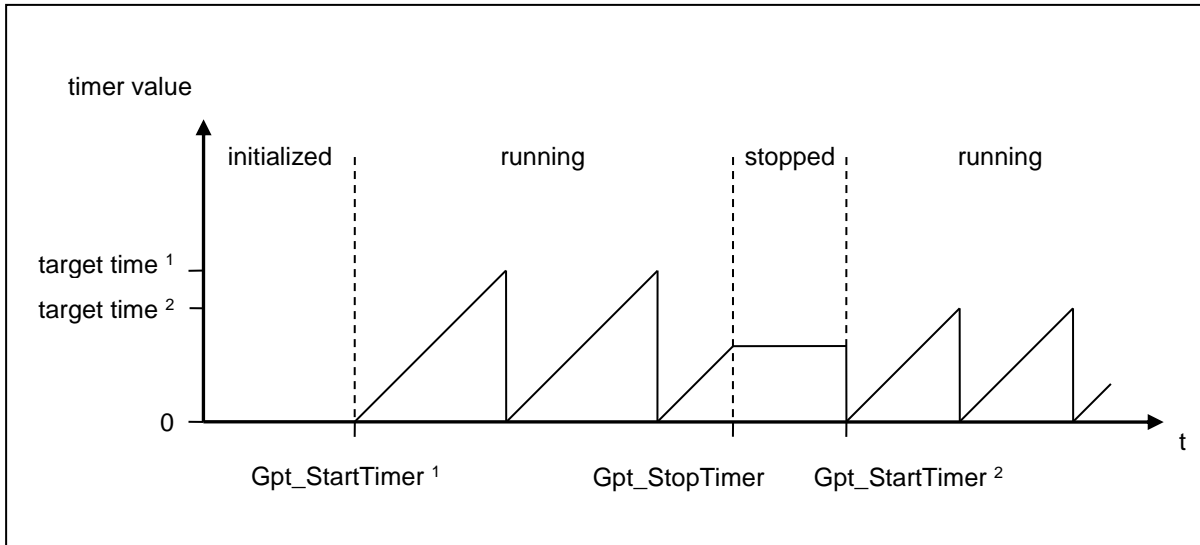 timer value
initialized running stopped running
target time ¹
target time ²
0
t
Gpt_StartTimer ¹ Gpt_StopTimer Gpt_StartTimer ²